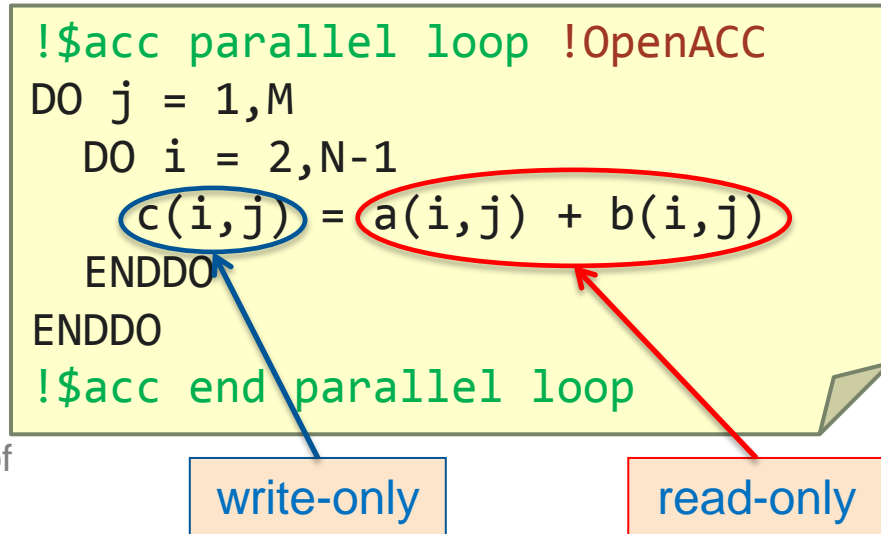 !$acc parallel loop !OpenACC
DO j = 1,M
DO i = 2,N-1
c(i,j) = a(i,j) + b(i,j)
ENDDO
ENDDO
!$acc end parallel loop
of
write-only read-only